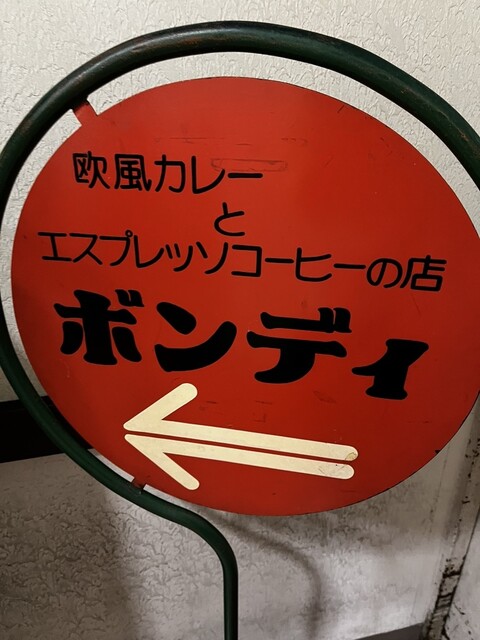 欧風カレー
と
エスプレッソコーヒーの店
ボンディ